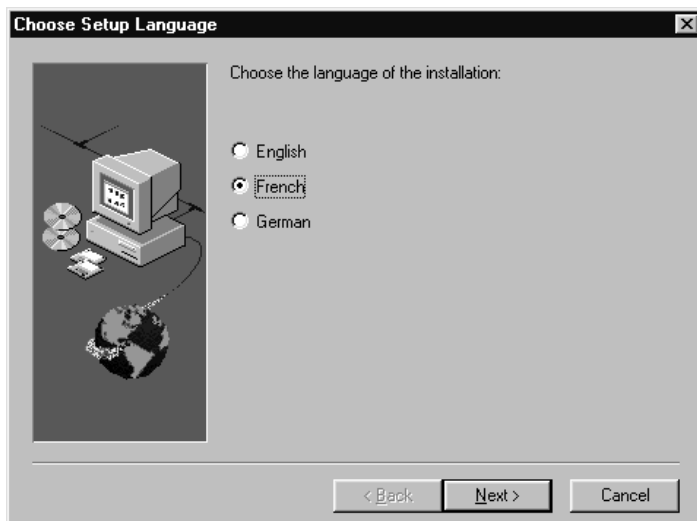 Choose Setup Language
Choose the language of the installation:
English
French
German
< Back
Next >
Cancel